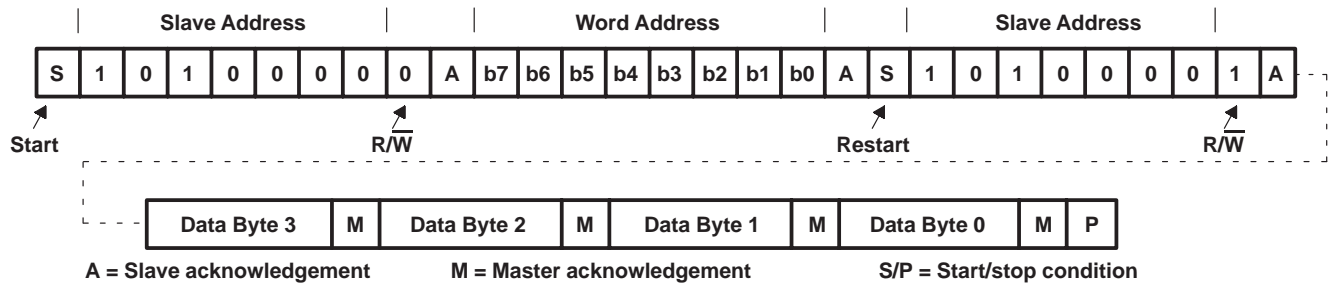 Slave Address Word Address Slave Address
S 1 0 1 0 0 0 0 0 A b7 b6 b5 b4 b3 b2 b1 b0 A S 1 0 1 0 0 0 0 1 A
Start R/W̅ Restart R/W̅
Data Byte 3 M Data Byte 2 M Data Byte 1 M Data Byte 0 M P
A = Slave acknowledgement M = Master acknowledgement S/P = Start/stop condition